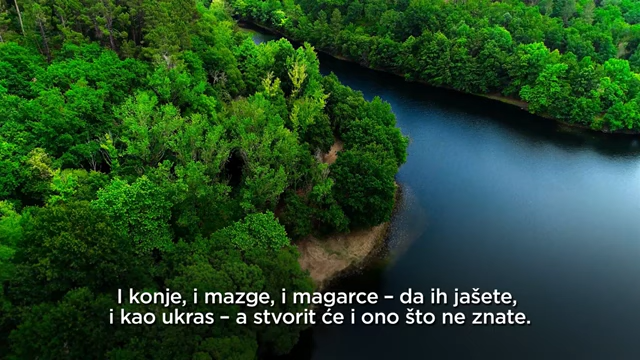 I konje, i mazge, i magarce – da ih jašete,
i kao ukras – a stvorit će i ono što ne znate.